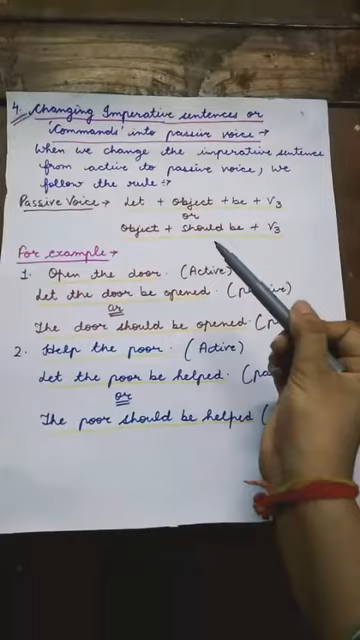 4. Changing Imperative sentences or
'Commands' into passive voice →
When we change the imperative sentence
from active to passive voice, we
follow the rule :-
Passive Voice → Let + object + be + V3
or
Object + should be + V3
For example →
1. Open the door. (Active)
Let the door be opened. (passive)
or
The door should be opened. (
2. Help the poor. (Active)
Let the poor be helped. (
or
The poor should be helped (